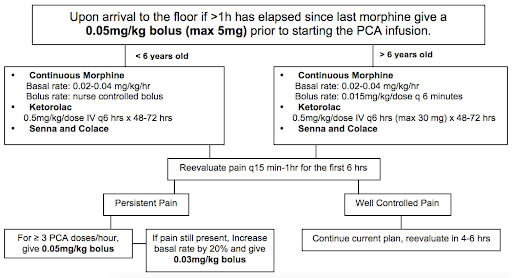 Upon arrival to the floor if >1h has elapsed since last morphine give a
0.05mg/kg bolus (max 5mg) prior to starting the PCA infusion.
< 6 years old
> 6 years old
• Continuous Morphine
Basal rate: 0.02-0.04 mg/kg/hr
Bolus rate: nurse controlled bolus
• Ketorolac
0.5mg/kg/dose IV q6 hrs x 48-72 hrs
• Senna and Colace
• Continuous Morphine
Basal rate: 0.02-0.04 mg/kg/hr
Bolus rate: 0.015mg/kg/dose q 6 minutes
• Ketorolac
0.5mg/kg/dose IV q6 hrs (max 30 mg) x 48-72 hrs
• Senna and Colace
Reevaluate pain q15 min-1hr for the first 6 hrs
Persistent Pain
Well Controlled Pain
For ≥ 3 PCA doses/hour,
give 0.05mg/kg bolus
If pain still present, Increase
basal rate by 20% and give
0.03mg/kg bolus
Continue current plan, reevaluate in 4-6 hrs